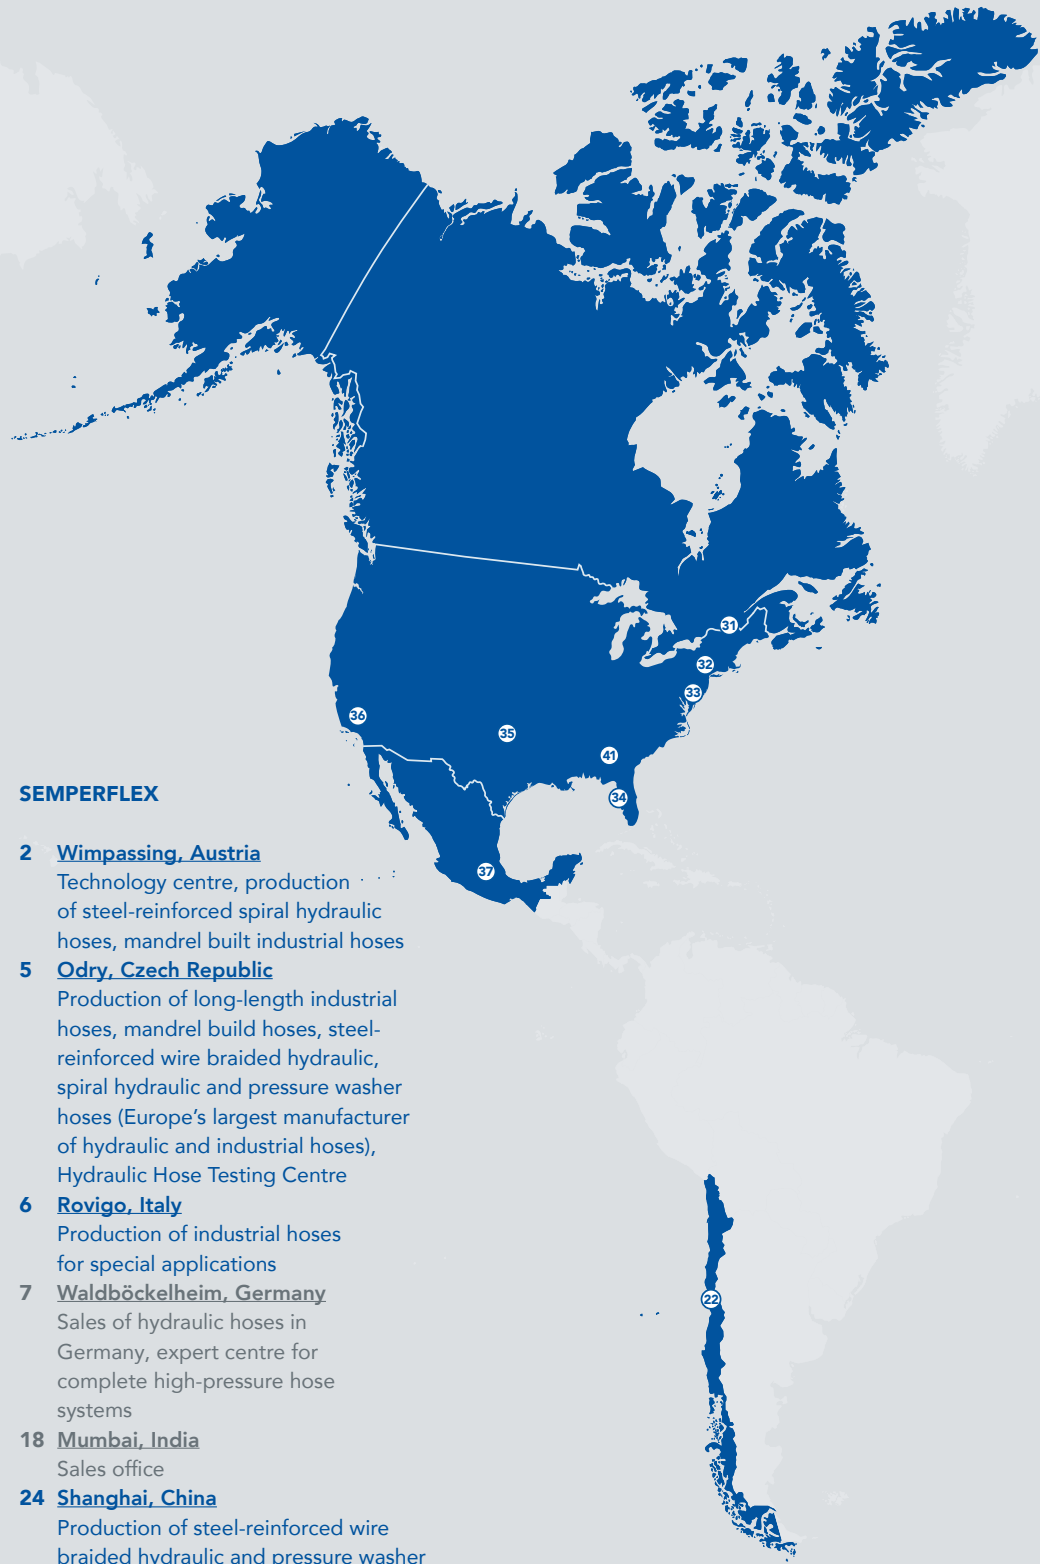 31
32
33
36
35
41
34
37
22
SEMPERFLEX
2 Wimpassing, Austria
Technology centre, production
of steel-reinforced spiral hydraulic
hoses, mandrel built industrial hoses
5 Odry, Czech Republic
Production of long-length industrial
hoses, mandrel build hoses, steel-
reinforced wire braided hydraulic,
spiral hydraulic and pressure washer
hoses (Europe’s largest manufacturer
of hydraulic and industrial hoses),
Hydraulic Hose Testing Centre
6 Rovigo, Italy
Production of industrial hoses
for special applications
7 Waldböckelheim, Germany
Sales of hydraulic hoses in
Germany, expert centre for
complete high-pressure hose
systems
18 Mumbai, India
Sales office
24 Shanghai, China
Production of steel-reinforced wire
braided hydraulic and pressure washer